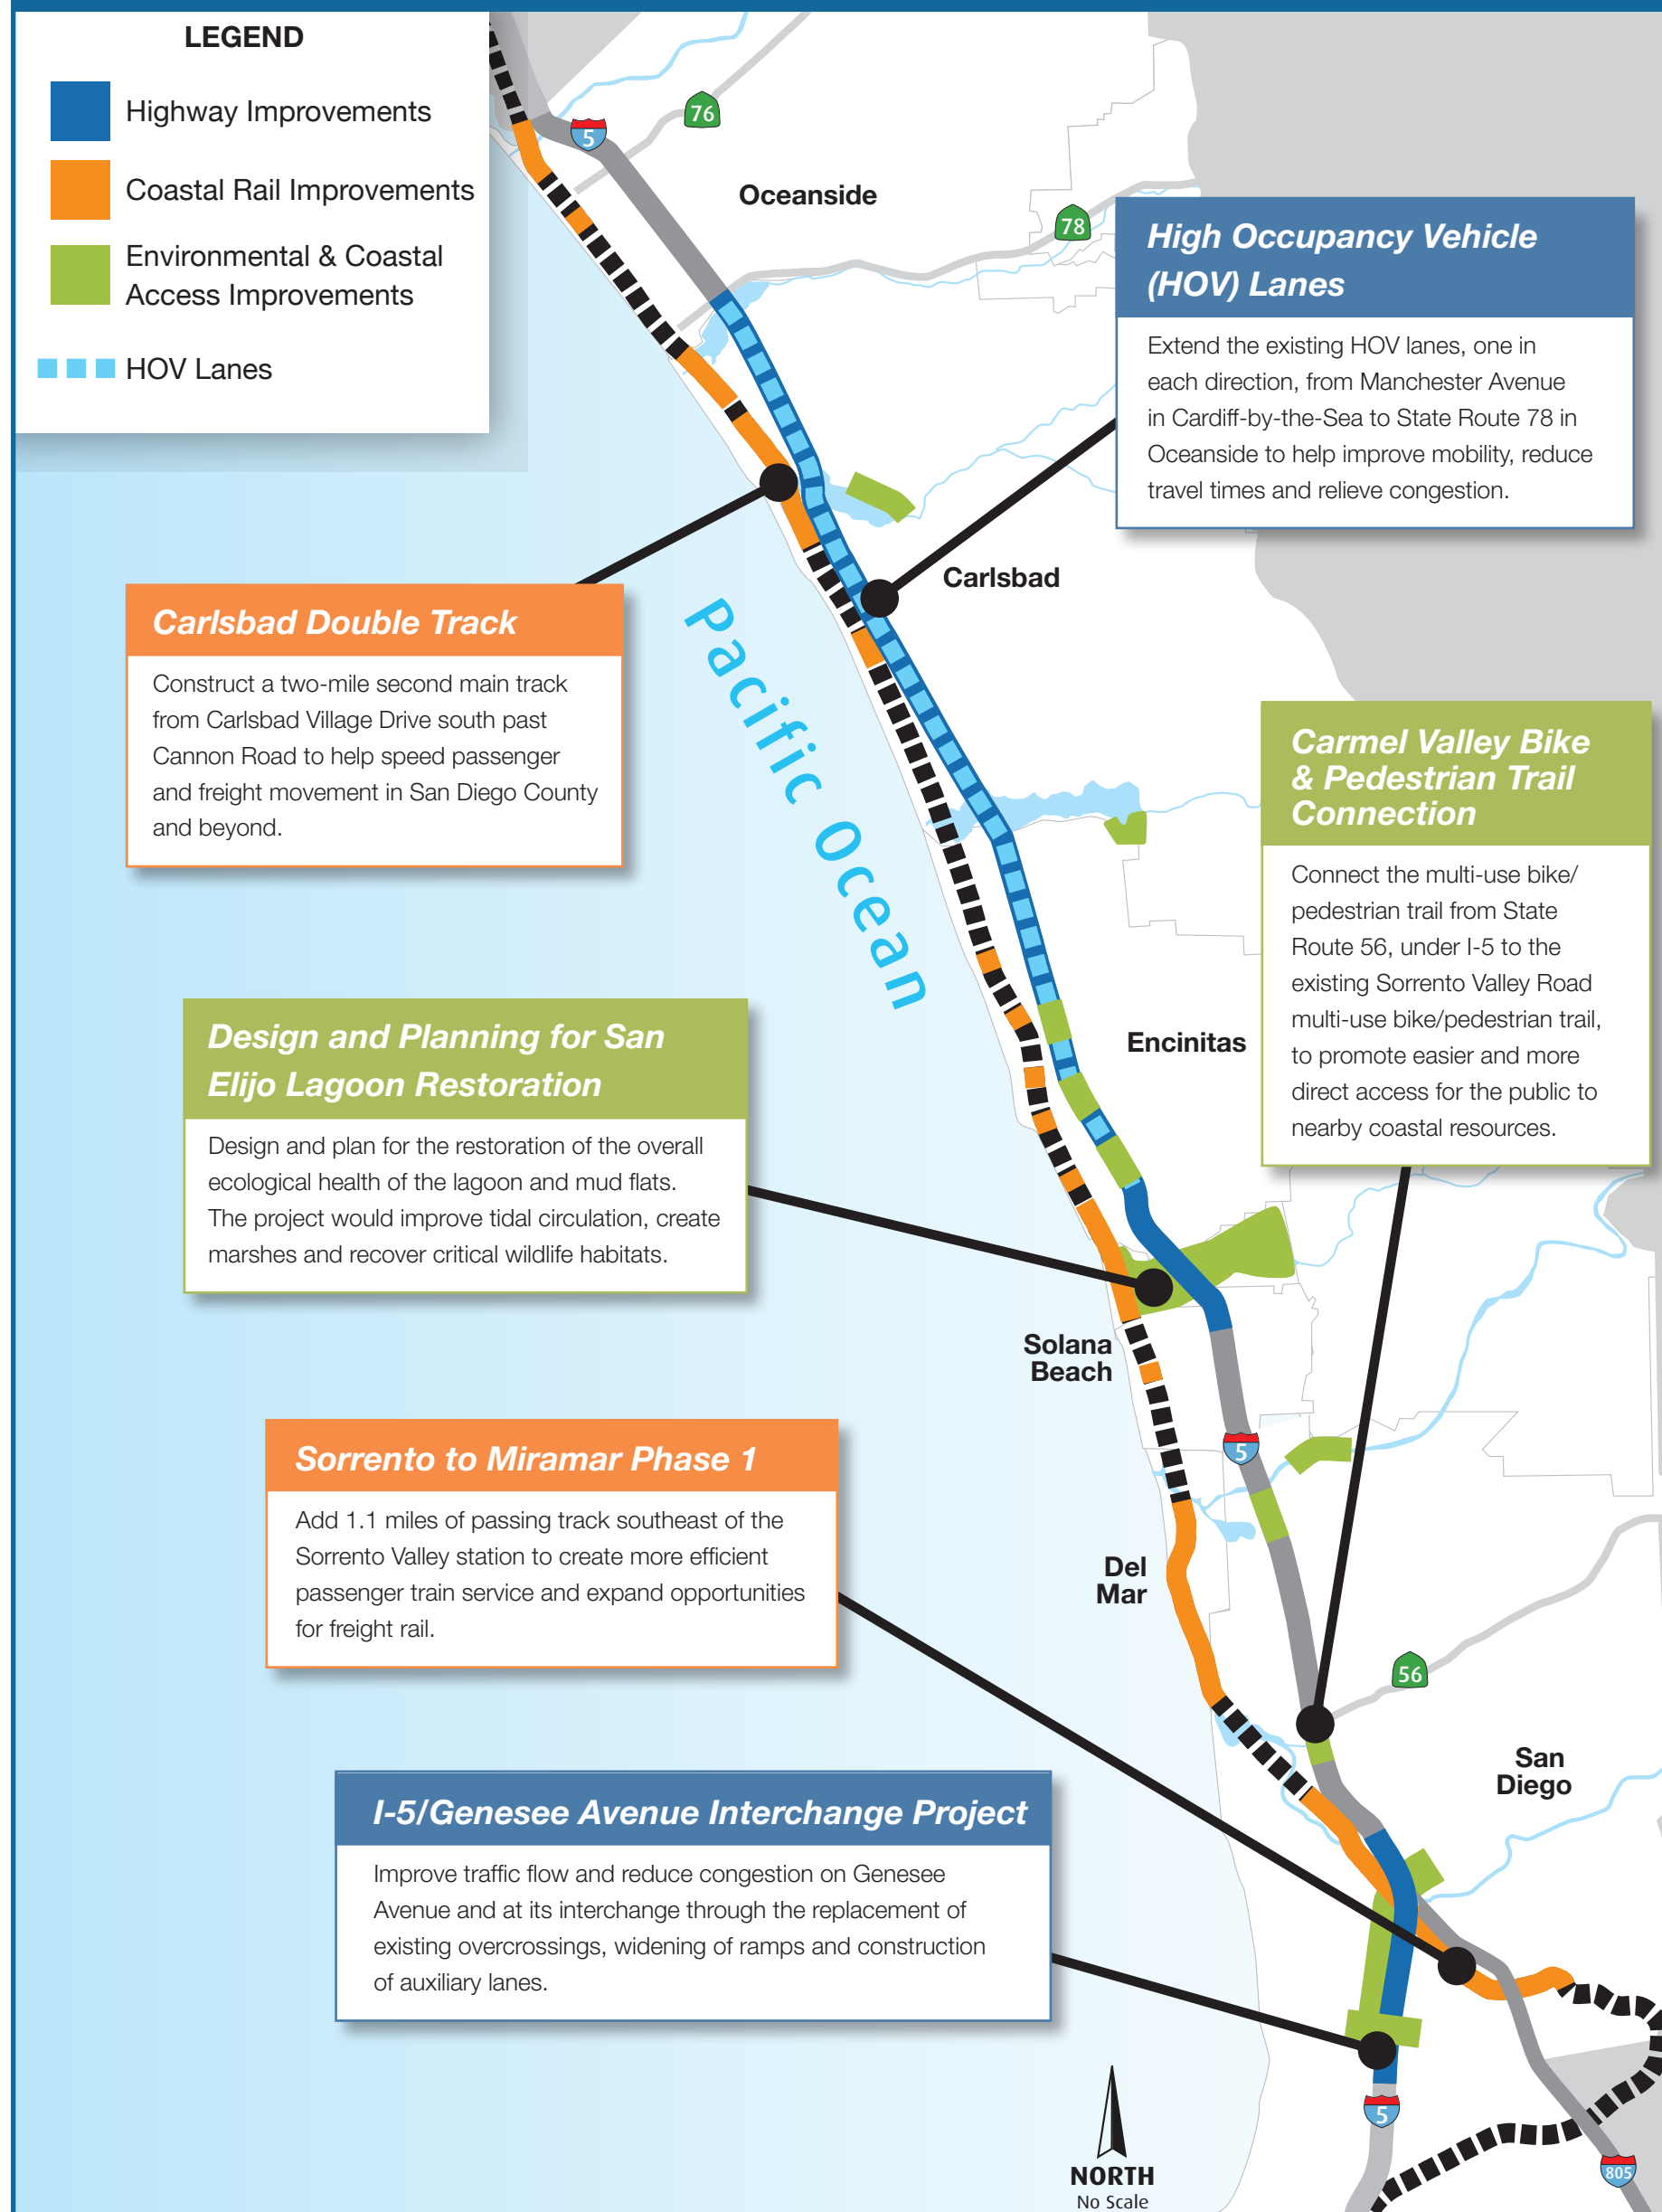 LEGEND
Highway Improvements
Coastal Rail Improvements
Environmental & Coastal
Access Improvements
HOV Lanes
5
76
Oceanside
78
High Occupancy Vehicle
(HOV) Lanes
Extend the existing HOV lanes, one in
each direction, from Manchester Avenue
in Cardiff-by-the-Sea to State Route 78 in
Oceanside to help improve mobility, reduce
travel times and relieve congestion.
Carlsbad
Carlsbad Double Track
Construct a two-mile second main track
from Carlsbad Village Drive south past
Cannon Road to help speed passenger
and freight movement in San Diego County
and beyond.
Pacific Ocean
Carmel Valley Bike
& Pedestrian Trail
Connection
Connect the multi-use bike/
pedestrian trail from State
Route 56, under I-5 to the
existing Sorrento Valley Road
multi-use bike/pedestrian trail,
to promote easier and more
direct access for the public to
nearby coastal resources.
Design and Planning for San
Elijo Lagoon Restoration
Design and plan for the restoration of the overall
ecological health of the lagoon and mud flats.
The project would improve tidal circulation, create
marshes and recover critical wildlife habitats.
Encinitas
Solana
Beach
5
Sorrento to Miramar Phase 1
Add 1.1 miles of passing track southeast of the
Sorrento Valley station to create more efficient
passenger train service and expand opportunities
for freight rail.
Del
Mar
56
San
Diego
I-5/Genesee Avenue Interchange Project
Improve traffic flow and reduce congestion on Genesee
Avenue and at its interchange through the replacement of
existing overcrossings, widening of ramps and construction
of auxiliary lanes.
5
805
NORTH
No Scale